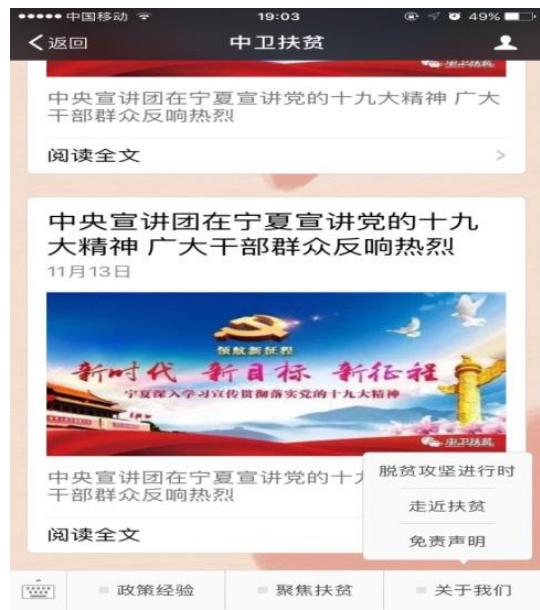 中国移动 19:03 49%
返回 中卫扶贫
中卫扶贫
中央宣讲团在宁夏宣讲党的十九大精神 广大
干部群众反响热烈
阅读全文
中央宣讲团在宁夏宣讲党的十九
大精神 广大干部群众反响热烈
11月13日
领航新征程
新时代 新目标 新征程
宁夏深入学习宣传贯彻落实党的十九大精神
中卫扶贫
中央宣讲团在宁夏宣讲党的十
干部群众反响热烈
阅读全文
脱贫攻坚进行时
走近扶贫
免责声明
政策经验 聚焦扶贫 关于我们